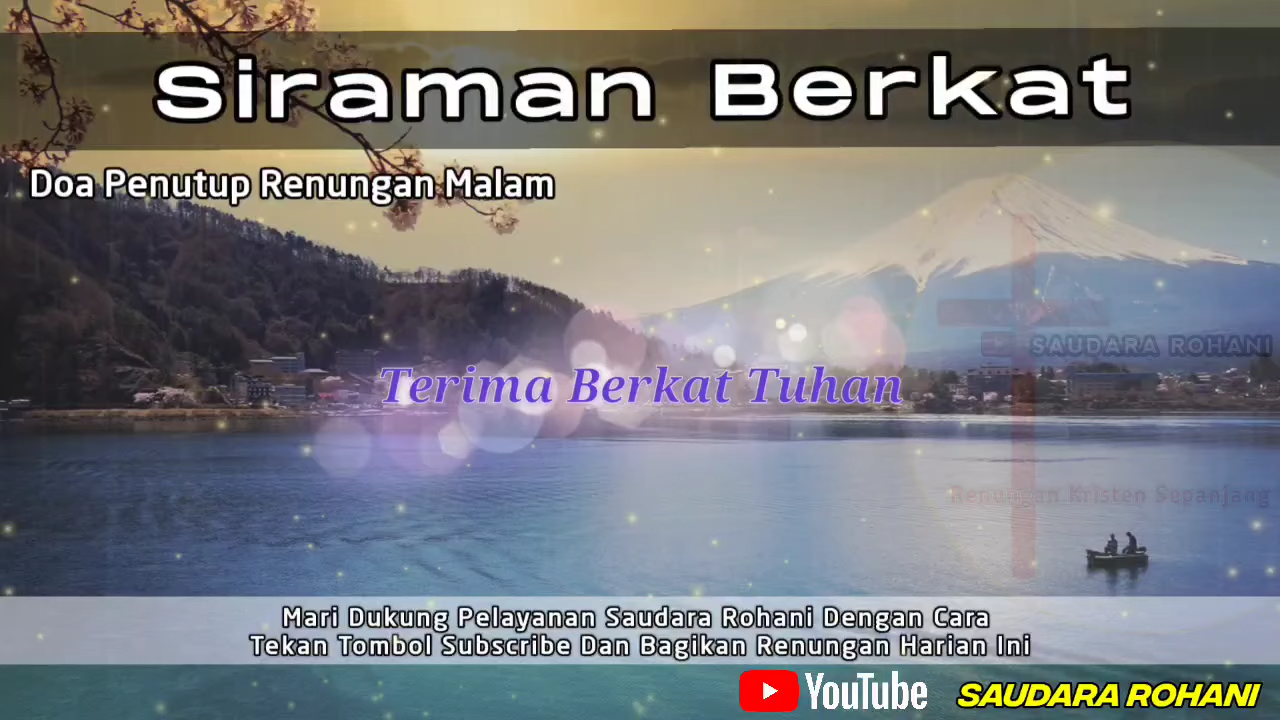 Siraman Berkat
Doa Penutup Renungan Malam
SAUDARA ROHANI
Terima Berkat Tuhan
Renungan Kristen Sepanjang
Mari Dukung Pelayanan Saudara Rohani Dengan Cara
Tekan Tombol Subscribe Dan Bagikan Renungan Harian Ini
YouTube SAUDARA ROHANI